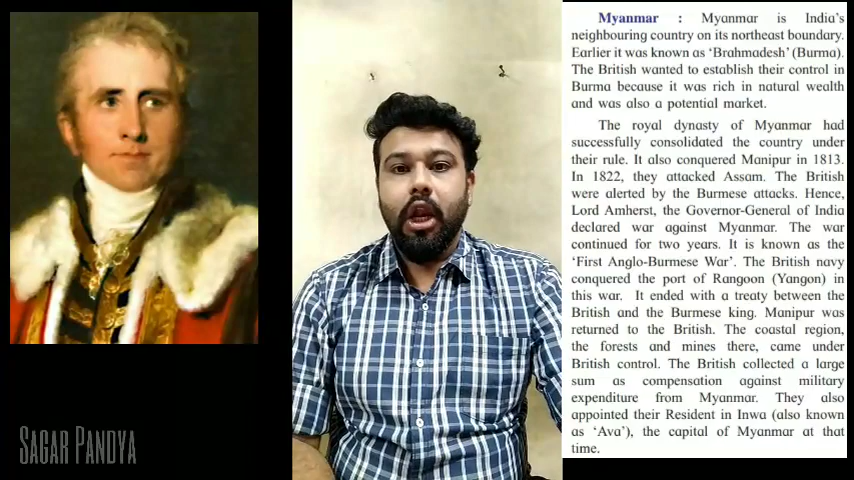 SAGAR PANDYA
Myanmar : Myanmar is India's
neighbouring country on its northeast boundary.
Earlier it was known as 'Brahmadesh' (Burma).
The British wanted to establish their control in
Burma because it was rich in natural wealth
and was also a potential market.
The royal dynasty of Myanmar had
successfully consolidated the country under
their rule. It also conquered Manipur in 1813.
In 1822, they attacked Assam. The British
were alerted by the Burmese attacks. Hence,
Lord Amherst, the Governor-General of India
declared war against Myanmar. The war
continued for two years. It is known as the
'First Anglo-Burmese War'. The British navy
conquered the port of Rangoon (Yangon) in
this war. It ended with a treaty between the
British and the Burmese king. Manipur was
returned to the British. The coastal region,
the forests and mines there, came under
British control. The British collected a large
sum as compensation against military
expenditure from Myanmar. They also
appointed their Resident in Inwa (also known
as 'Ava'), the capital of Myanmar at that
time.